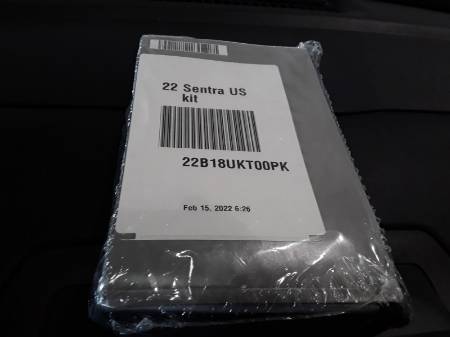 22 Sentra US
kit
22B18UKT00PK
Feb 15, 2022 6:26